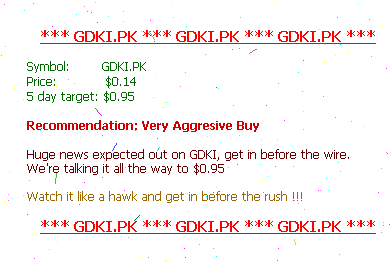 *** GDKI.PK *** GDKI.PK *** GDKI.PK ***
Symbol: GDKI.PK
Price: $0.14
5 day target: $0.95
Recommendation: Very Aggresive Buy
Huge news expected out on GDKI, get in before the wire.
We're talking it all the way to $0.95
Watch it like a hawk and get in before the rush !!!
*** GDKI.PK *** GDKI.PK *** GDKI.PK ***